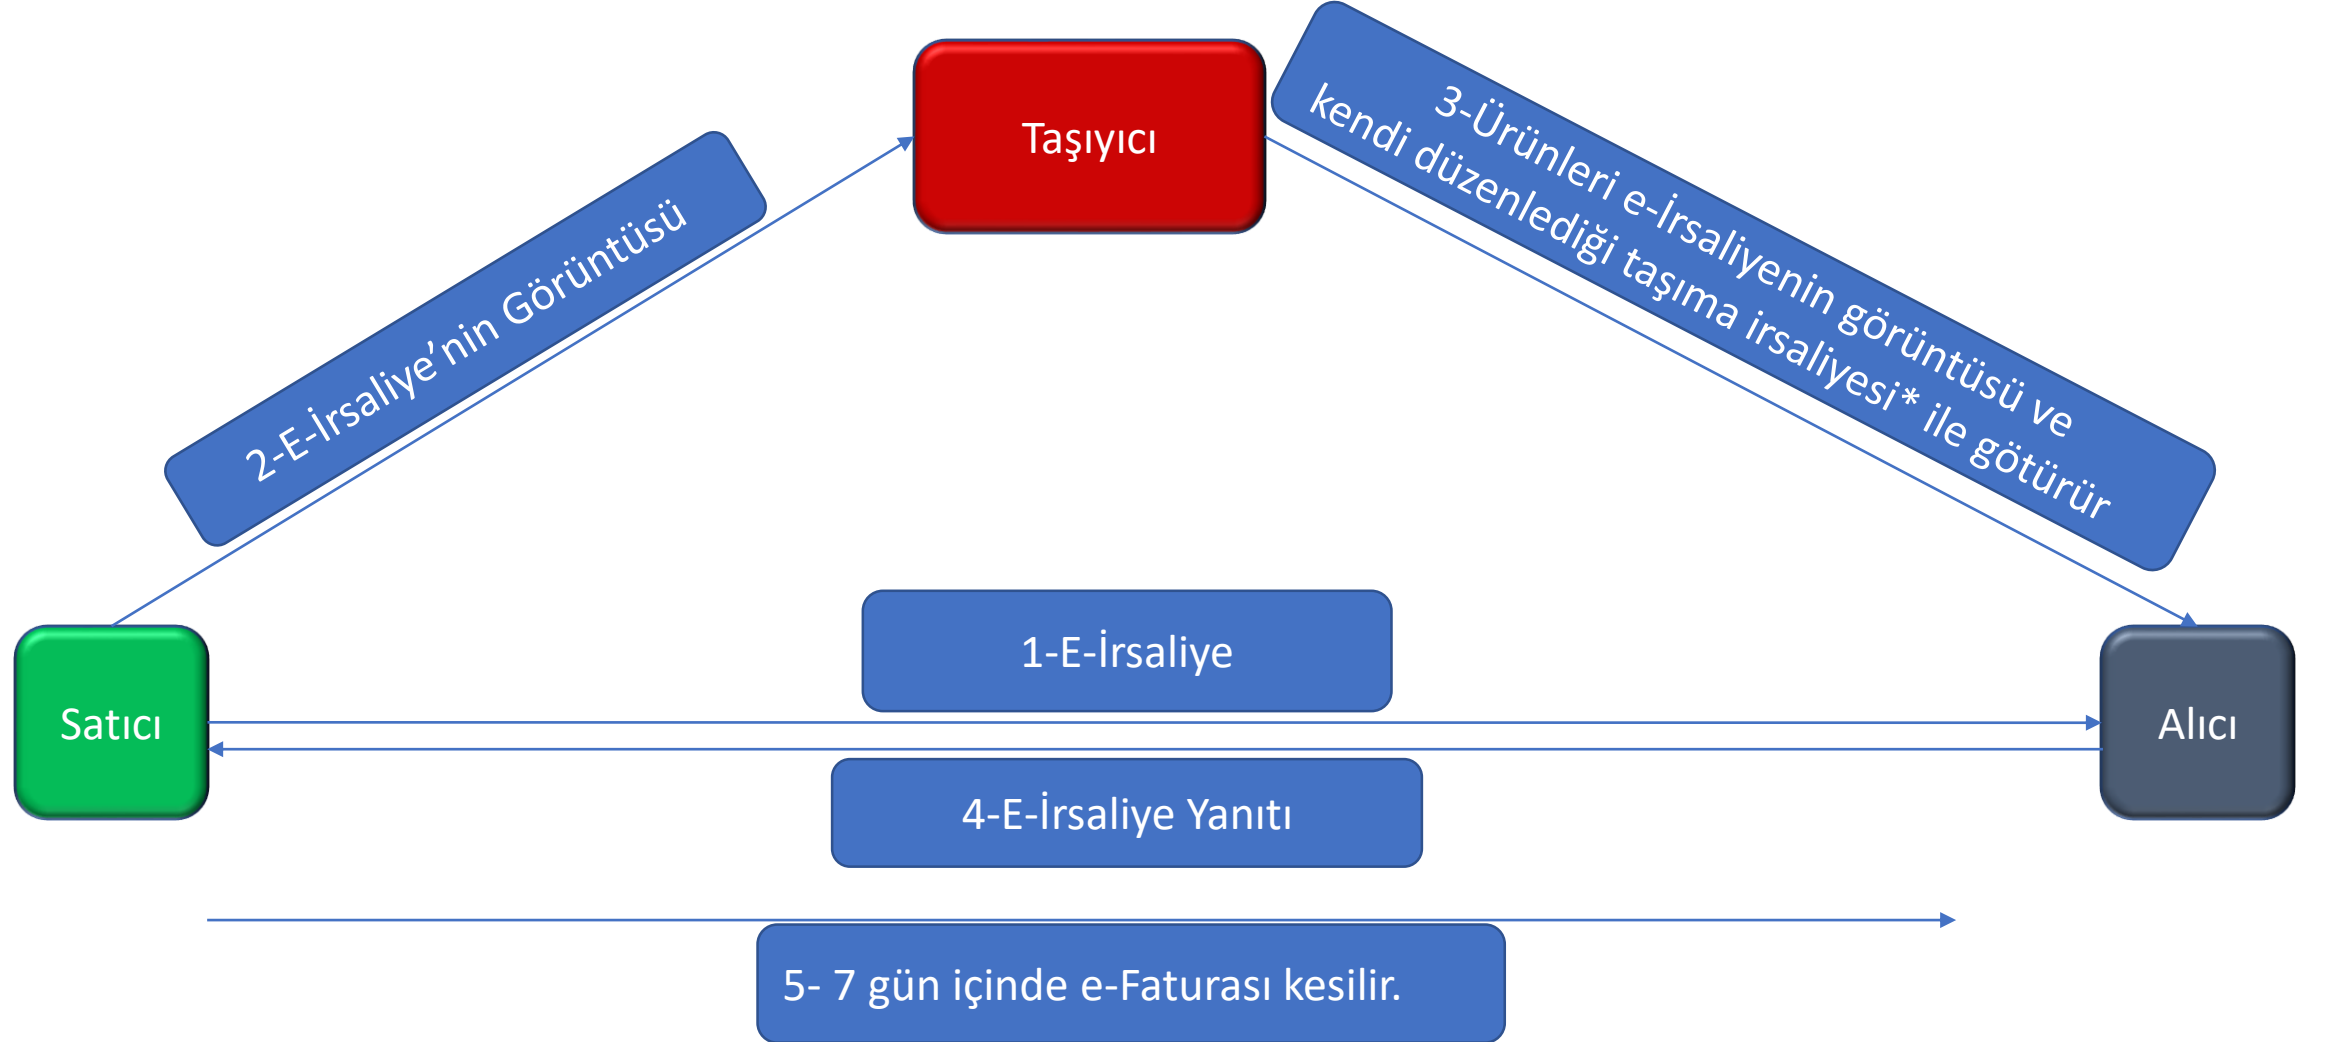 Taşıyıcı
3-Ürünleri e-İrsaliyenin görüntüsü ve
kendi düzenlediği taşıma irsaliyesi* ile götürür
2-E-İrsaliye’nin Görüntüsü
1-E-İrsaliye
Satıcı
Alıcı
4-E-İrsaliye Yanıtı
5- 7 gün içinde e-Faturası kesilir.